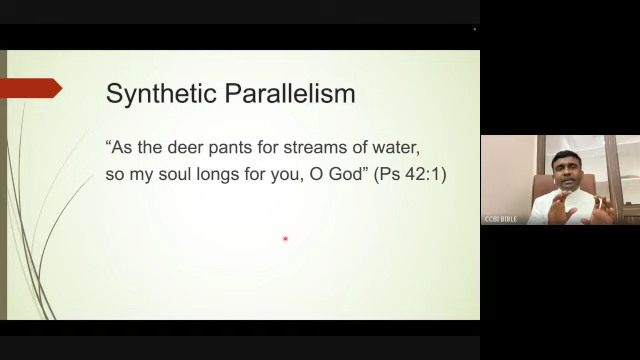 Synthetic Parallelism
“As the deer pants for streams of water,
so my soul longs for you, O God” (Ps 42:1)
CCBI BIBLE